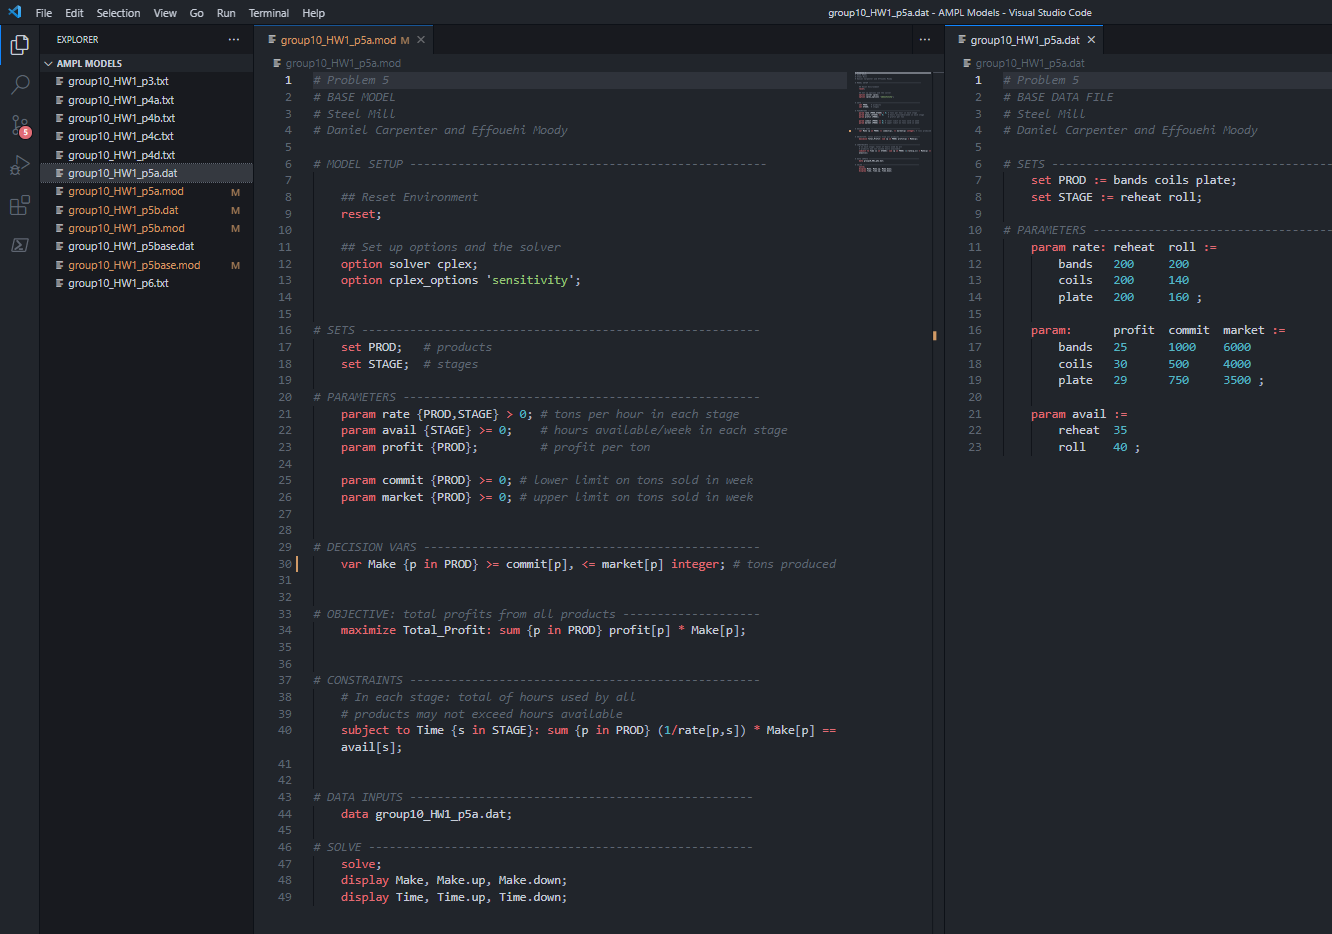 File Edit Selection View Go Run Terminal Help
group10_HW1_p5a.dat - AMPL Models - Visual Studio Code
EXPLORER
AMPL MODELS
group10_HW1_p3.txt
group10_HW1_p4a.txt
group10_HW1_p4b.txt
group10_HW1_p4c.txt
group10_HW1_p4d.txt
group10_HW1_p5a.dat
group10_HW1_p5a.mod M
group10_HW1_p5b.dat M
group10_HW1_p5b.mod M
group10_HW1_p5base.dat
group10_HW1_p5base.mod M
group10_HW1_p6.txt
5
group10_HW1_p5a.mod M
group10_HW1_p5a.mod
1 # Problem 5
2 # BASE MODEL
3 # Steel Mill
4 # Daniel Carpenter and Effouehi Moody
5
6 # MODEL SETUP ----------------------------------------------------
7
8 ## Reset Environment
9 reset;
10
11 ## Set up options and the solver
12 option solver cplex;
13 option cplex_options 'sensitivity';
14
15
16 # SETS ----------------------------------------------------------
17 set PROD; # products
18 set STAGE; # stages
19
20 # PARAMETERS ----------------------------------------------------
21 param rate {PROD,STAGE} > 0; # tons per hour in each stage
22 param avail {STAGE} >= 0; # hours available/week in each stage
23 param profit {PROD}; # profit per ton
24
25 param commit {PROD} >= 0; # lower limit on tons sold in week
26 param market {PROD} >= 0; # upper limit on tons sold in week
27
28
29 # DECISION VARS -------------------------------------------------
30 var Make {p in PROD} >= commit[p], <= market[p] integer; # tons produced
31
32
33 # OBJECTIVE: total profits from all products --------------------
34 maximize Total_Profit: sum {p in PROD} profit[p] * Make[p];
35
36
37 # CONSTRAINTS ---------------------------------------------------
38 # In each stage: total of hours used by all
39 # products may not exceed hours available
40 subject to Time {s in STAGE}: sum {p in PROD} (1/rate[p,s]) * Make[p] ==
avail[s];
41
42
43 # DATA INPUTS --------------------------------------------------
44 data group10_HW1_p5a.dat;
45
46 # SOLVE --------------------------------------------------------
47 solve;
48 display Make, Make.up, Make.down;
49 display Time, Time.up, Time.down;
group10_HW1_p5a.dat
group10_HW1_p5a.dat
1 # Problem 5
2 # BASE DATA FILE
3 # Steel Mill
4 # Daniel Carpenter and Effouehi Moody
5
6 # SETS -----------------------------------------
7 set PROD := bands coils plate;
8 set STAGE := reheat roll;
9
10 # PARAMETERS -----------------------------------
11 param rate: reheat roll :=
12 bands 200 200
13 coils 200 140
14 plate 200 160 ;
15
16 param: profit commit market :=
17 bands 25 1000 6000
18 coils 30 500 4000
19 plate 29 750 3500 ;
20
21 param avail :=
22 reheat 35
23 roll 40 ;